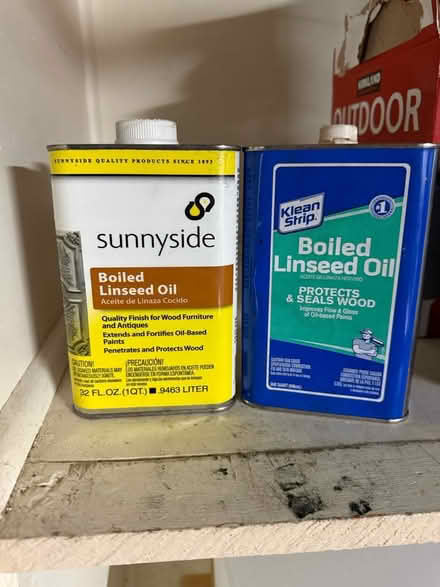 SUNNYSIDE QUALITY PRODUCTS SINCE 1893
sunnyside
Boiled
Linseed Oil
Aceite de Linaza Cocido
Quality Finish for Wood Furniture
and Antiques
Extends and Fortifies Oil-Based
Paints
Penetrates and Protects Wood
CAUTION!
¡PRECAUCIÓN!
32 FL.OZ.(1QT.) ■ .9463 LITER
Klean
Strip
#1
Boiled
Linseed Oil
PROTECTS
& SEALS WOOD
Improves Flow & Gloss
of Oil-based Paints
KIRKLAND
OUTDOOR